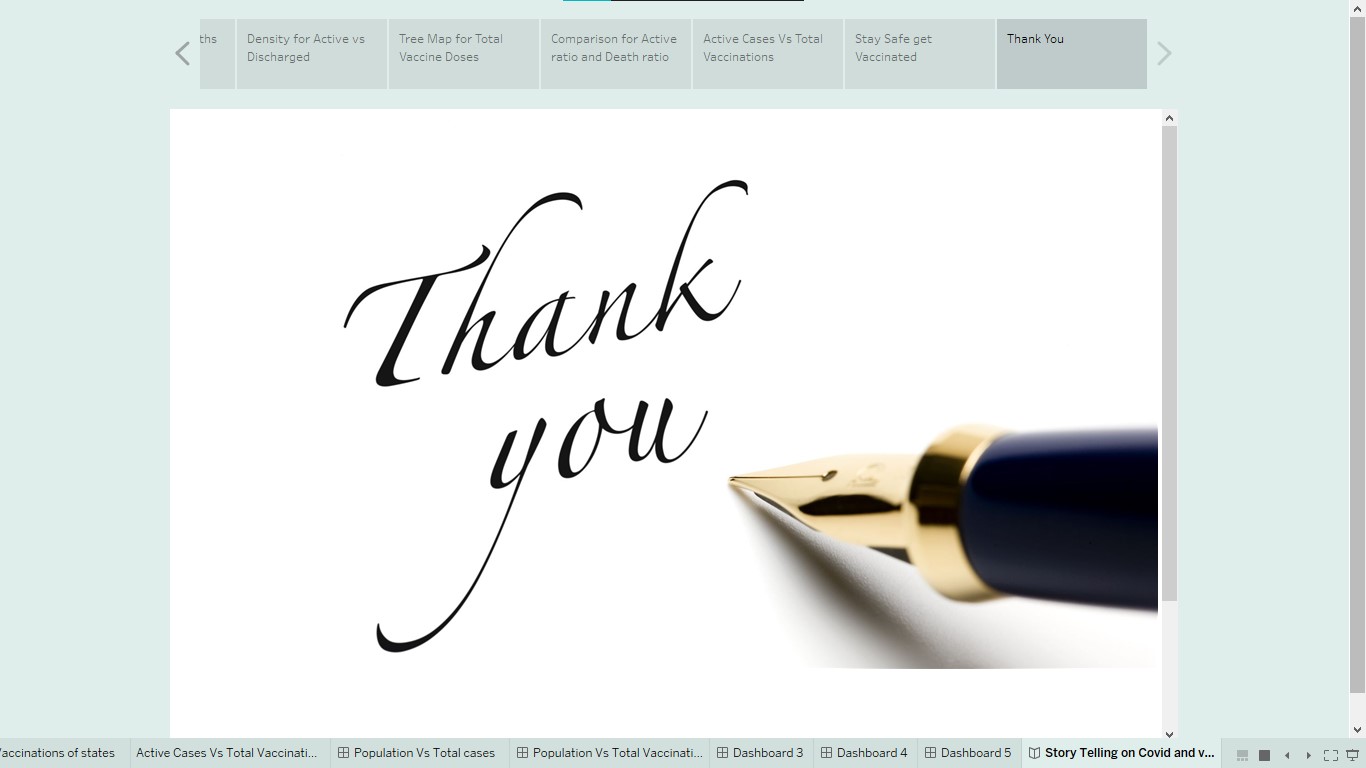 ths
Density for Active vs
Discharged
Tree Map for Total
Vaccine Doses
Comparison for Active
ratio and Death ratio
Active Cases Vs Total
Vaccinations
Stay Safe get
Vaccinated
Thank You
Thank
you
accinations of states
Active Cases Vs Total Vaccinati...
Population Vs Total cases
Population Vs Total Vaccinati...
Dashboard 3
Dashboard 4
Dashboard 5
Story Telling on Covid and v...